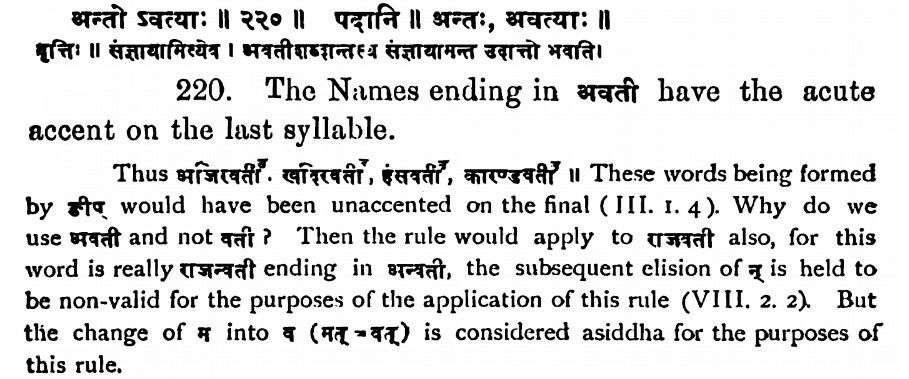 अन्तो ऽवत्याः ॥ २२० ॥ पदानि ॥ अन्तः, अवत्याः ॥
वृत्तिः ॥ संज्ञायामित्येव । अवतीशब्दान्तस्य संज्ञायामन्त उदात्तो भवति।
220. The Names ending in अवती have the acute
accent on the last syllable.
Thus अजिरवतीँ. खदिरवतीँ, हंसवतीँ, कारण्डवतीँ ॥ These words being formed
by ङीप् would have been unaccented on the final (III. 1. 4). Why do we
use अवती and not वती ? Then the rule would apply to राजवती also, for this
word is really राजन्वती ending in अन्वती, the subsequent elision of न् is held to
be non-valid for the purposes of the application of this rule (VIII. 2. 2). But
the change of म into व (मत् = वत्) is considered asiddha for the purposes of
this rule.